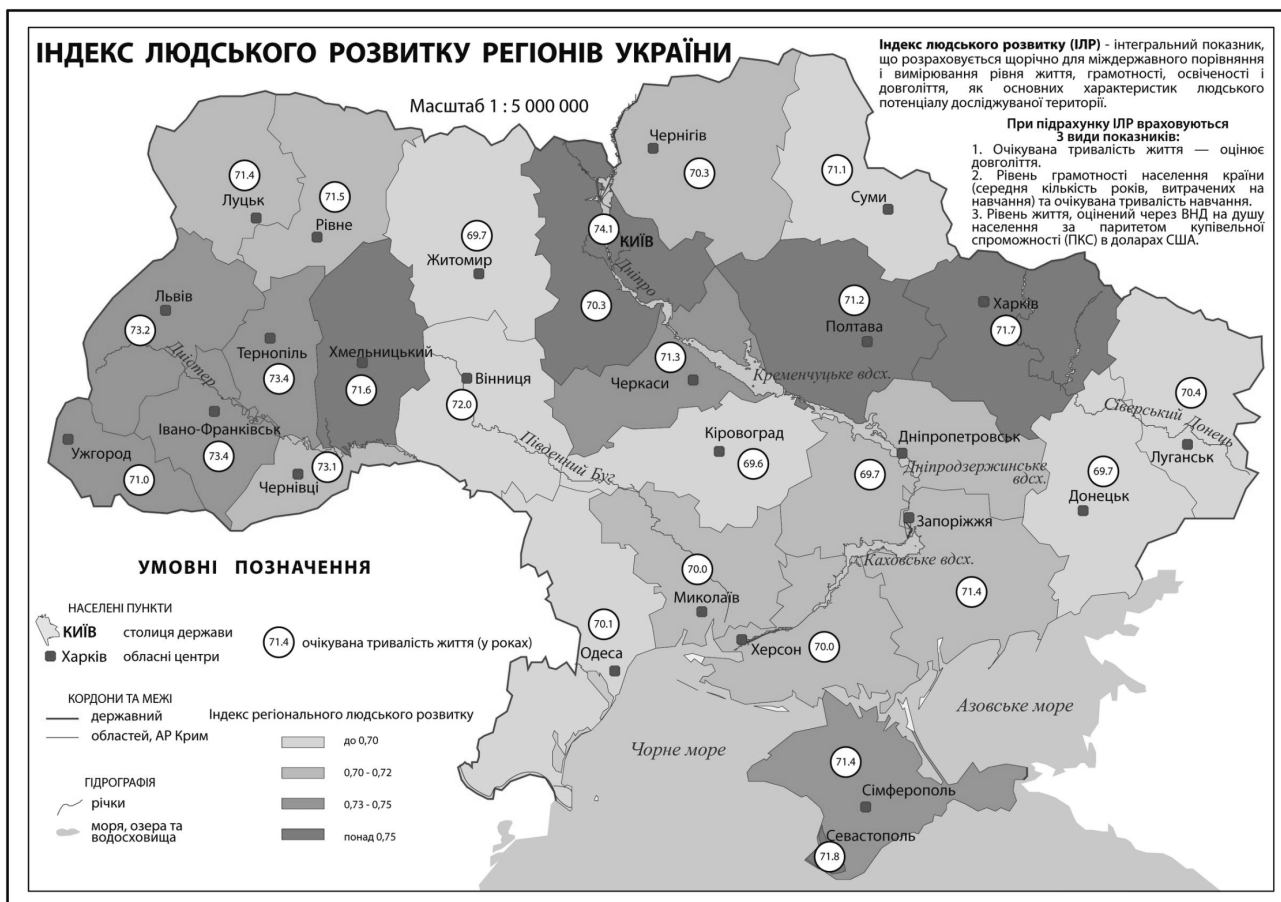 ІНДЕКС ЛЮДСЬКОГО РОЗВИТКУ РЕГІОНІВ УКРАЇНИ
Масштаб 1 : 5 000 000
Індекс людського розвитку (ІЛР) - інтегральний показник,
що розраховується щорічно для міждержавного порівняння
і вимірювання рівня життя, грамотності, освіченості і
довголіття, як основних характеристик людського
потенціалу досліджуваної території.
При підрахунку ІЛР враховуються
3 види показників:
1. Очікувана тривалість життя — оцінює
довголіття.
2. Рівень грамотності населення країни
(середня кількість років, витрачених на
навчання) та очікувана тривалість навчання.
3. Рівень життя, оцінений через ВНД на душу
населення за паритетом купівельної
спроможності (ПКС) в доларах США.
71.4
Луцьк
71.5
Рівне
69.7
Житомир
Чернігів
70.3
71.1
Суми
74.1
КИЇВ
Дніпро
70.3
Львів
73.2
Дністер
Тернопіль
73.4
Хмельницький
71.6
Вінниця
72.0
71.3
Черкаси
71.2
Полтава
Харків
71.7
Кременчуцьке вдсх.
70.4
Сіверський Донець
Луганськ
Ужгород
71.0
Івано-Франківськ
73.4
Чернівці
73.1
Південний Буг
Кіровоград
69.6
Дніпропетровськ
69.7
Дніпродзержинське
вдсх.
69.7
Донецьк
Запоріжжя
Каховське вдсх.
71.4
70.0
Миколаїв
70.1
Одеса
Херсон
70.0
Чорне море
Азовське море
71.4
Сімферополь
Севастополь
71.8
УМОВНІ ПОЗНАЧЕННЯ
НАСЕЛЕНІ ПУНКТИ
КИЇВ столиця держави
Харків обласні центри
71.4 очікувана тривалість життя (у роках)
КОРДОНИ ТА МЕЖІ
державний
областей, АР Крим
ГІДРОГРАФІЯ
річки
моря, озера та
водосховища
Індекс регіонального людського розвитку
до 0,70
0,70 - 0,72
0,73 - 0,75
понад 0,75